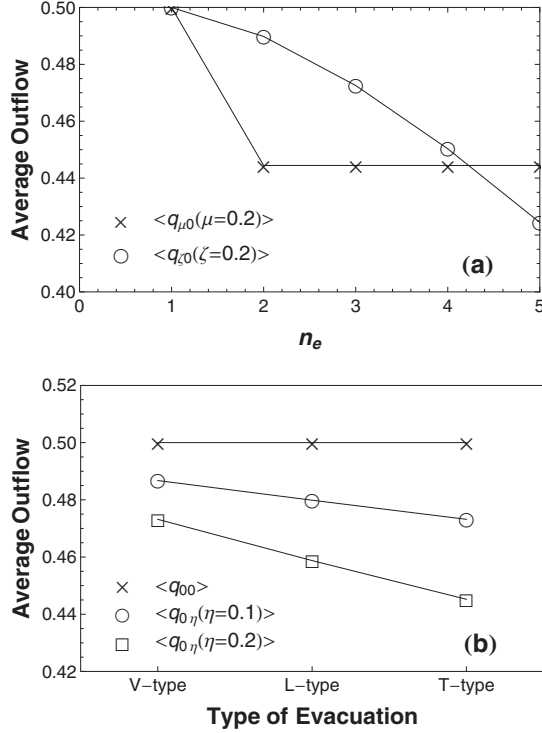 0.50
0.48
0.46
0.44
0.42
0.40
Average Outflow
× <qμ0(μ=0.2)>
○ <qζ0(ζ=0.2)>
(a)
0 1 2 3 4 5
ne
0.52
0.50
0.48
0.46
0.44
0.42
Average Outflow
× <q00>
○ <q0η(η=0.1)>
□ <q0η(η=0.2)>
(b)
V−type L−type T−type
Type of Evacuation